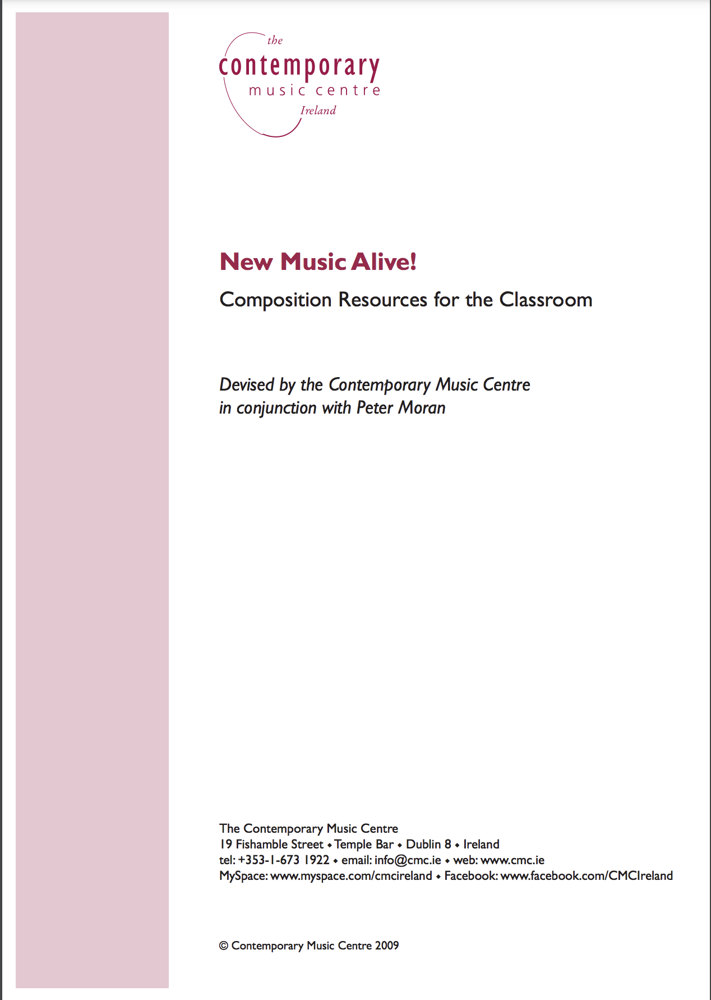 the
contemporary
music centre
Ireland
New Music Alive!
Composition Resources for the Classroom
Devised by the Contemporary Music Centre
in conjunction with Peter Moran
The Contemporary Music Centre
19 Fishamble Street ⬥ Temple Bar ⬥ Dublin 8 ⬥ Ireland
tel: +353-1-673 1922 ⬥ email: info@cmc.ie ⬥ web: www.cmc.ie
MySpace: www.myspace.com/cmcireland ⬥ Facebook: www.facebook.com/CMCIreland
© Contemporary Music Centre 2009